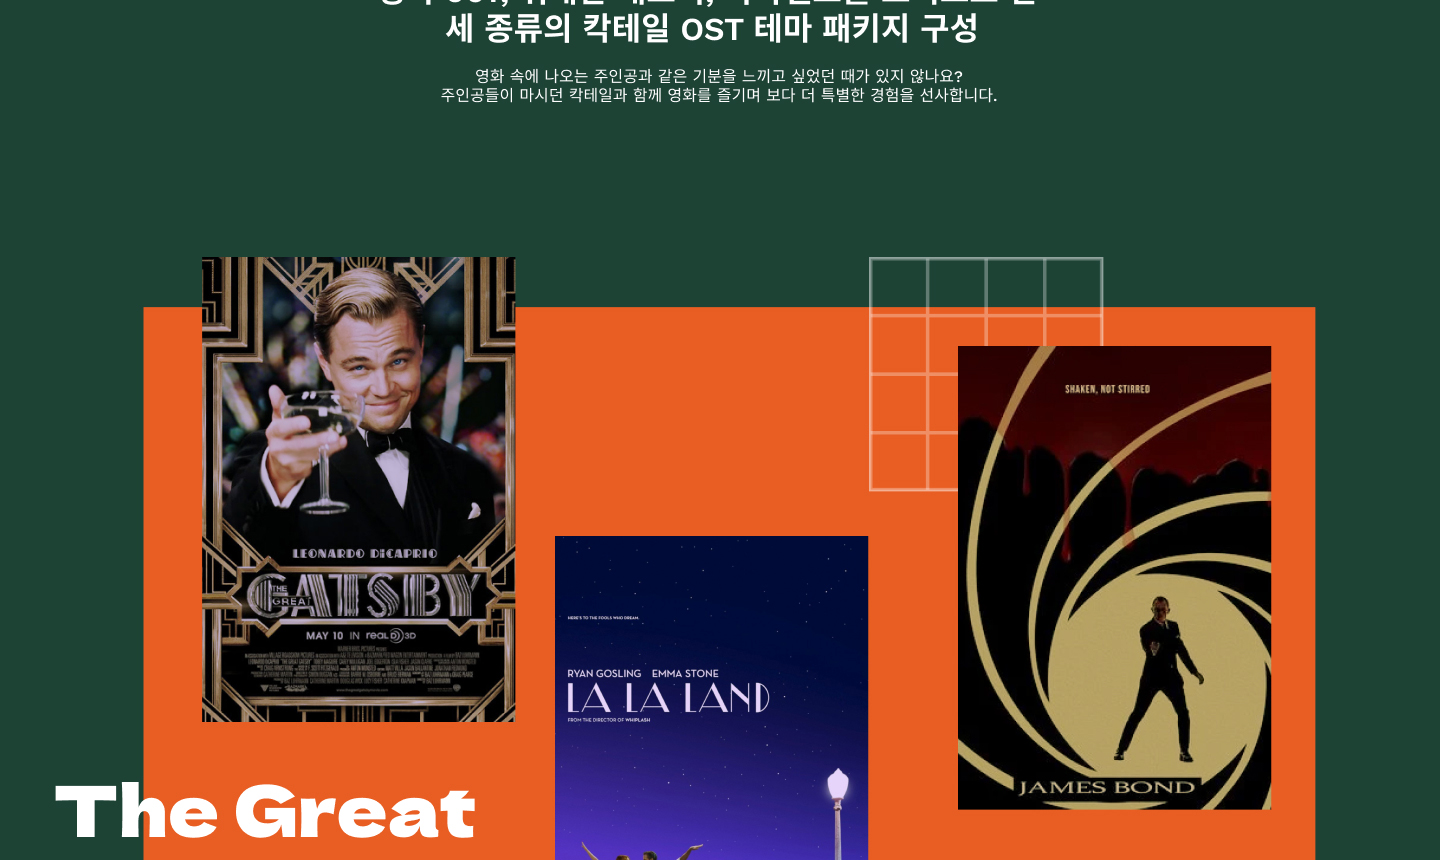 세 종류의 칵테일 OST 테마 패키지 구성
영화 속에 나오는 주인공과 같은 기분을 느끼고 싶었던 때가 있지 않나요?
주인공들이 마시던 칵테일과 함께 영화를 즐기며 보다 더 특별한 경험을 선사합니다.
LEONARDO DiCAPRIO
THE GREAT GATSBY
MAY 10 IN REAL D 3D
SHAKEN, NOT STIRRED
HERE'S TO THE FOOLS WHO DREAM
RYAN GOSLING EMMA STONE
LA LA LAND
FROM THE DIRECTOR OF WHIPLASH
JAMES BOND
The Great